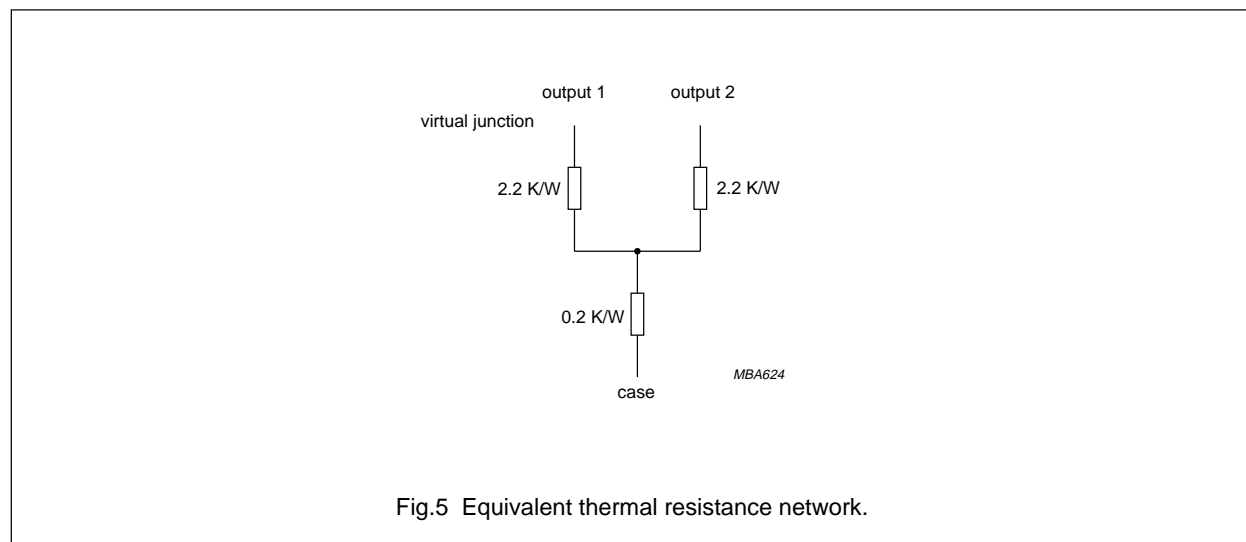 output 1 output 2
virtual junction
2.2 K/W 2.2 K/W
0.2 K/W
MBA624
case
Fig.5 Equivalent thermal resistance network.